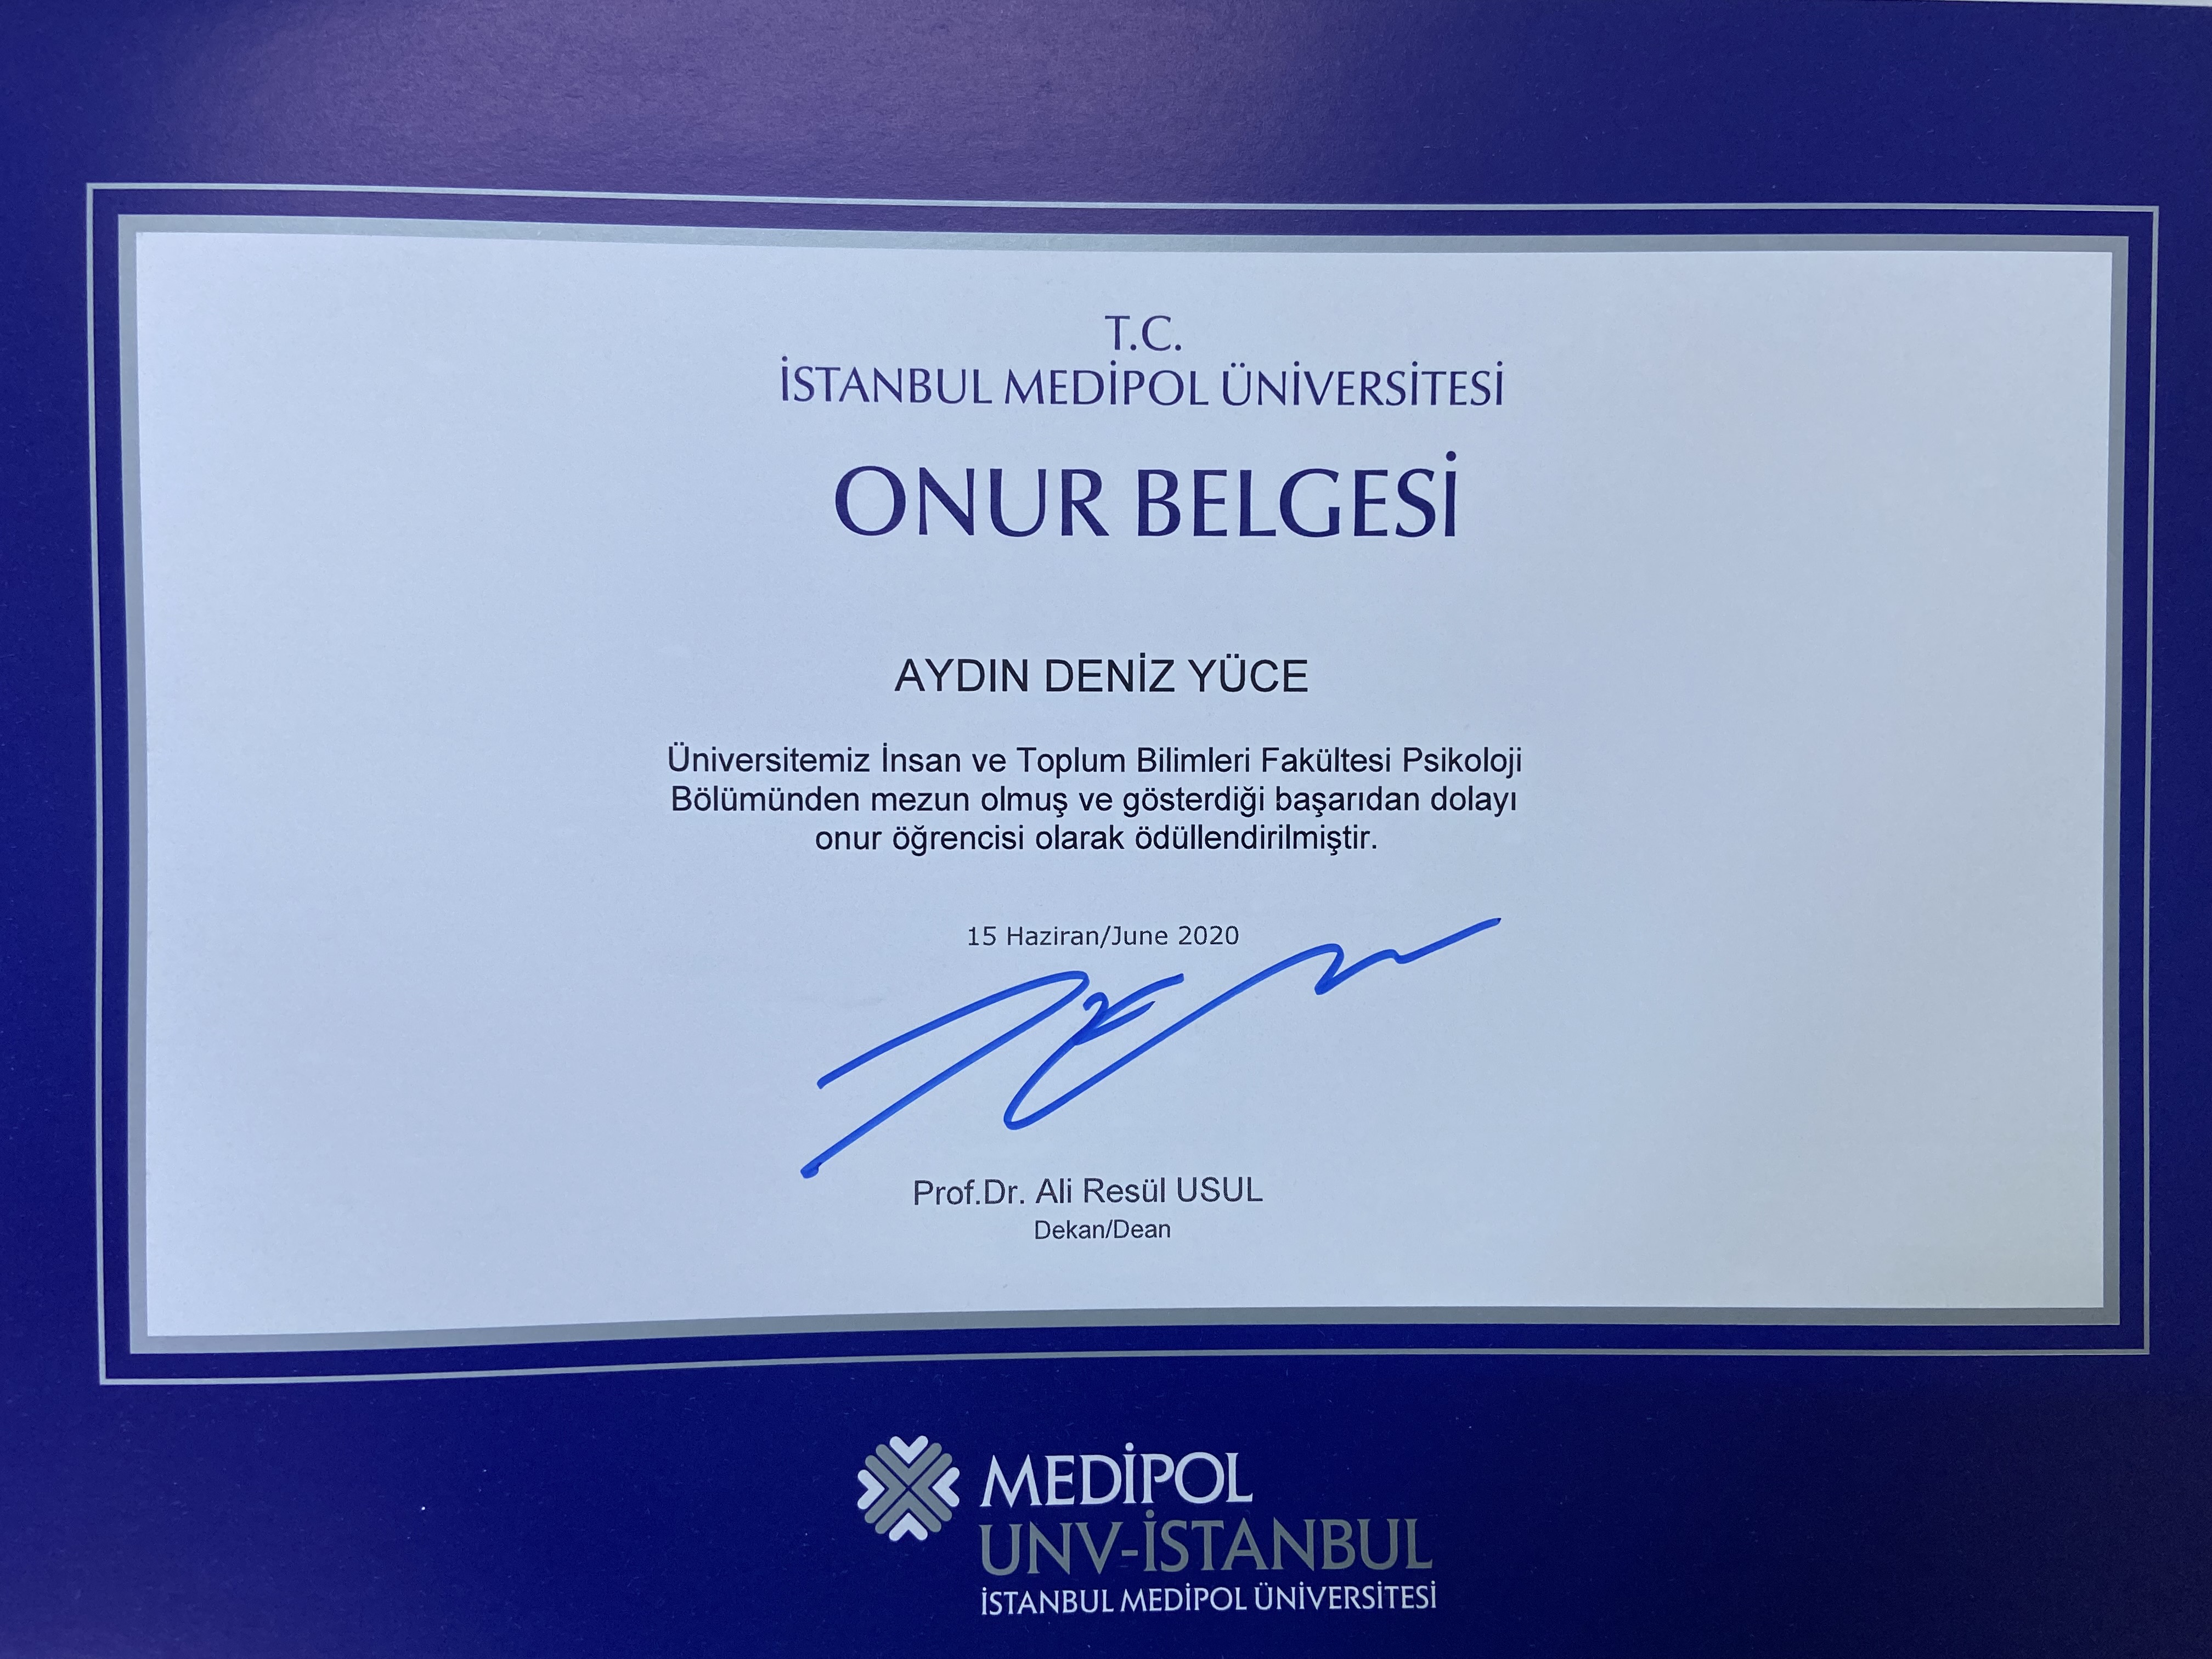 T.C.
İSTANBUL MEDİPOL ÜNİVERSİTESİ
ONUR BELGESİ
AYDIN DENİZ YÜCE
Üniversitemiz İnsan ve Toplum Bilimleri Fakültesi Psikoloji
Bölümünden mezun olmuş ve gösterdiği başarıdan dolayı
onur öğrencisi olarak ödüllendirilmiştir.
15 Haziran/June 2020
Prof.Dr. Ali Resül USUL
Dekan/Dean
MEDİPOL
UNV-İSTANBUL
İSTANBUL MEDİPOL ÜNİVERSİTESİ